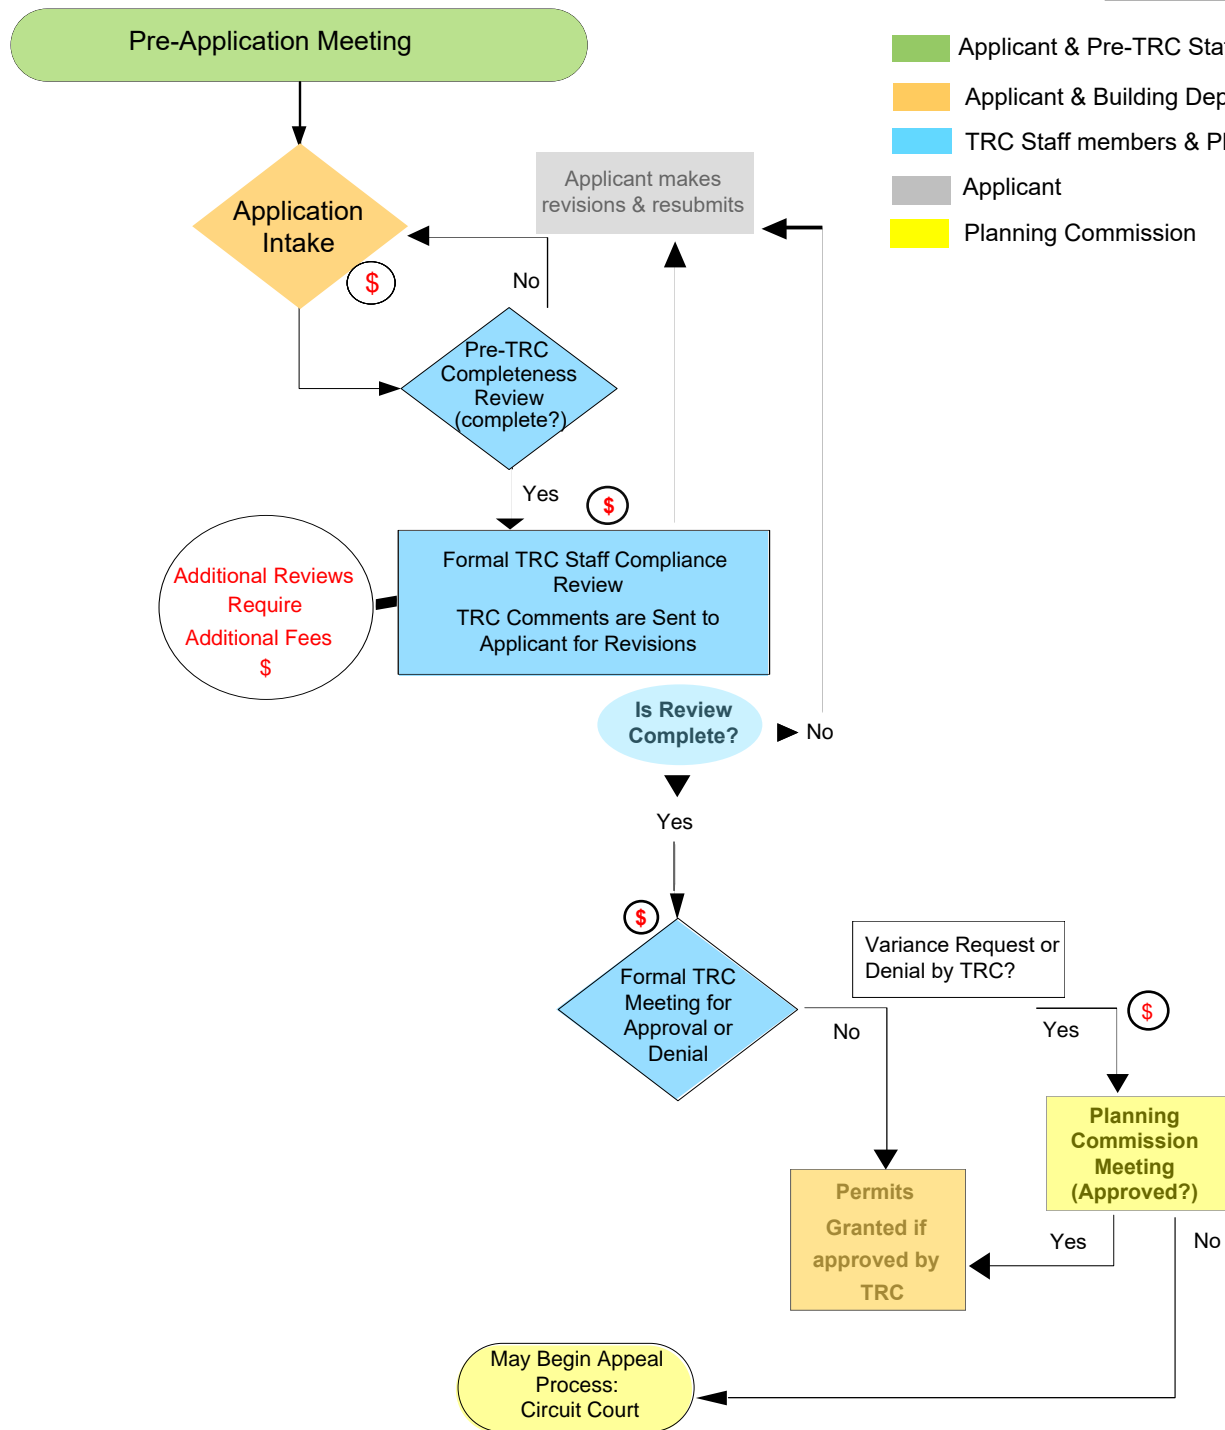 Pre-Application Meeting
Applicant & Pre-TRC
Applicant & Building
TRC Staff members &
Applicant
Planning Commission
Applicant makes
revisions & resubmits
Application
Intake
$
No
Pre-TRC
Completeness
Review
(complete?)
Yes
$
Formal TRC Staff Compliance
Review
TRC Comments are Sent to
Applicant for Revisions
Additional Reviews
Require
Additional Fees
$
Is Review
Complete?
No
Yes
$
Formal TRC
Meeting for
Approval or
Denial
Variance Request or
Denial by TRC?
No
Yes
$
Planning
Commission
Meeting
(Approved?)
Permits
Granted if
approved by
TRC
Yes
No
May Begin Appeal
Process:
Circuit Court